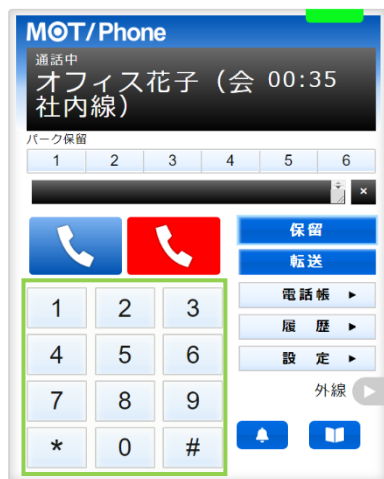 MOT/Phone
通話中
オフィス花子（会 00:35
社内線）
パーク保留
1 2 3 4 5 6
×
保留
転送
電話帳 ►
履 歴 ►
設 定 ►
外線
1 2 3
4 5 6
7 8 9
* 0 #